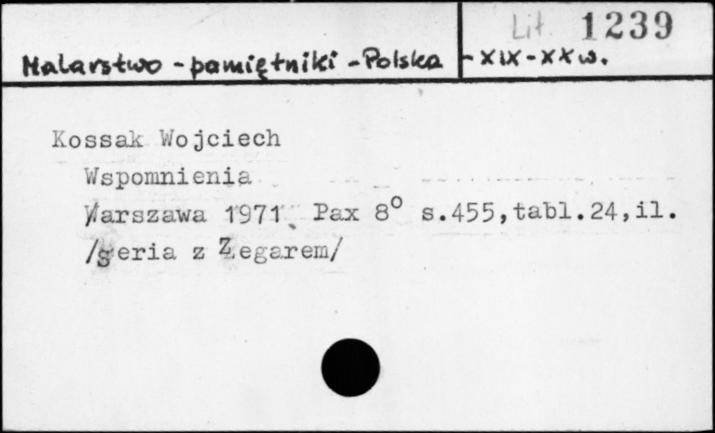 Lit. 1239
Malarstwo - pamiętniki - Polska - XIX - XX w.
Kossak Wojciech
Wspomnienia
Warszawa 1971 Pax 8° s.455,tabl.24,il.
/seria z Zegarem/